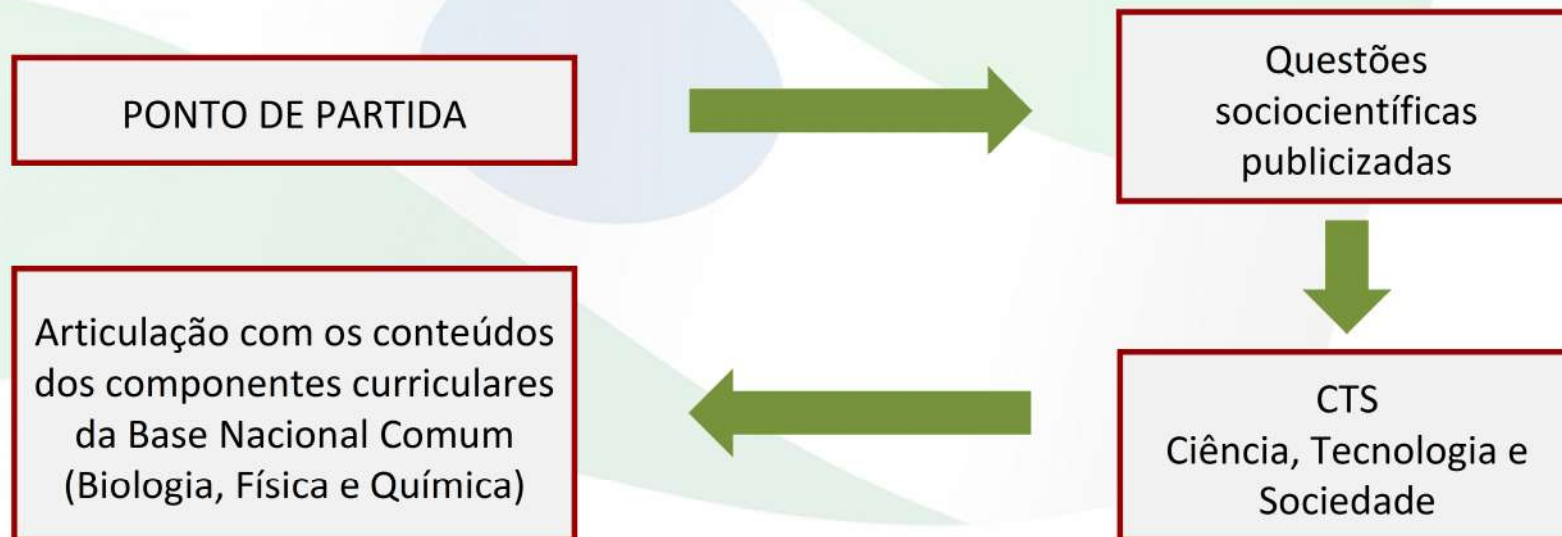 PONTO DE PARTIDA
Questões
sociocientíficas
publicizadas
CTS
Ciência, Tecnologia e
Sociedade
Articulação com os conteúdos
dos componentes curriculares
da Base Nacional Comum
(Biologia, Física e Química)